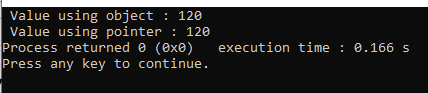 Value using object : 120
Value using pointer : 120
Process returned 0 (0x0)   execution time : 0.166 s
Press any key to continue.